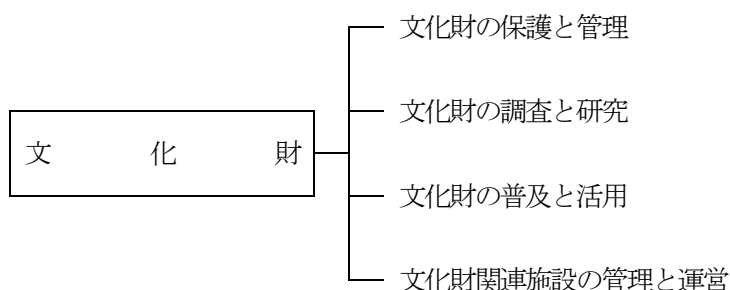 文化財の保護と管理
文化財の調査と研究
文化財
文化財の普及と活用
文化財関連施設の管理と運営